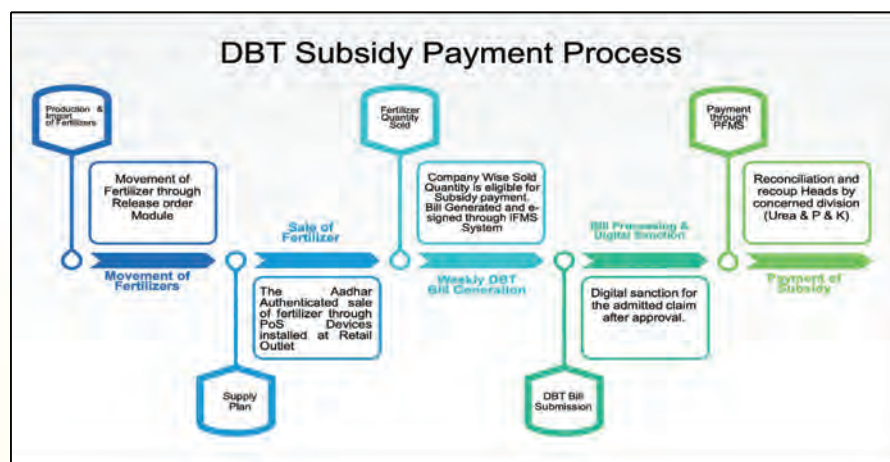 DBT Subsidy Payment Process
Production &
Import
of Fertilizers
Movement of
Fertilizer through
Release order
Module
Movement of
Fertilizers
Supply
Plan
Sale of
Fertilizer
The Aadhar
Authenticated sale
of fertilizer through
PoS Devices
installed at Retail
Outlet
Fertilizer
Quantity
Sold
Company Wise Sold
Quantity is eligible for
Subsidy payment.
Bill Generated and e-
signed through iFMS
System
Weekly DBT
Bill Generation
DBT Bill
Submission
Bill Processing &
Digital Sanction
Digital sanction for
the admitted claim
after approval.
Payment
through
PFMS
Reconciliation and
recoup Heads by
concerned division
(Urea & P & K)
Payment of
Subsidy